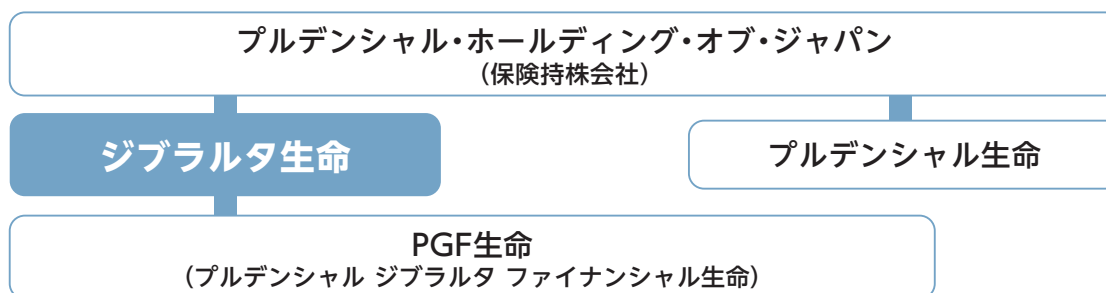 プルデンシャル・ホールディング・オブ・ジャパン
（保険持株会社）
ジブラルタ生命
プルデンシャル生命
PGF生命
（プルデンシャル ジブラルタ ファイナンシャル生命）